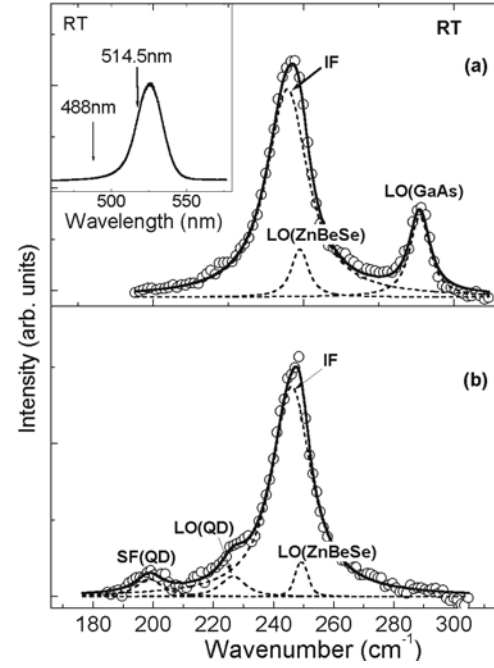 RT
RT
514.5nm
488nm
500 550
Wavelength (nm)
(a)
IF
LO(GaAs)
LO(ZnBeSe)
Intensity (arb. units)
(b)
IF
LO(QD)
SF(QD)
LO(ZnBeSe)
180 200 220 240 260 280 300
Wavenumber (cm⁻¹)